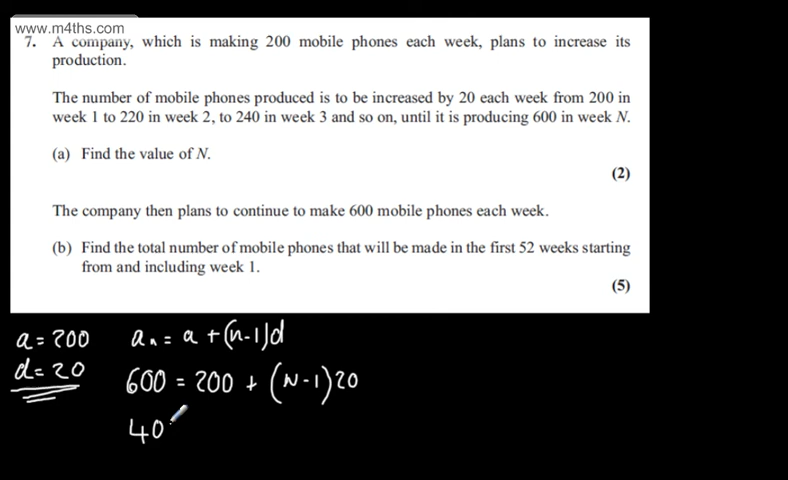 www.m4ths.com
7. A company, which is making 200 mobile phones each week, plans to increase its
production.
The number of mobile phones produced is to be increased by 20 each week from 200 in
week 1 to 220 in week 2, to 240 in week 3 and so on, until it is producing 600 in week N.
(a) Find the value of N.
(2)
The company then plans to continue to make 600 mobile phones each week.
(b) Find the total number of mobile phones that will be made in the first 52 weeks starting
from and including week 1.
(5)
a = 200
d = 20
aₙ = a + (n-1)d
600 = 200 + (N-1)20
40